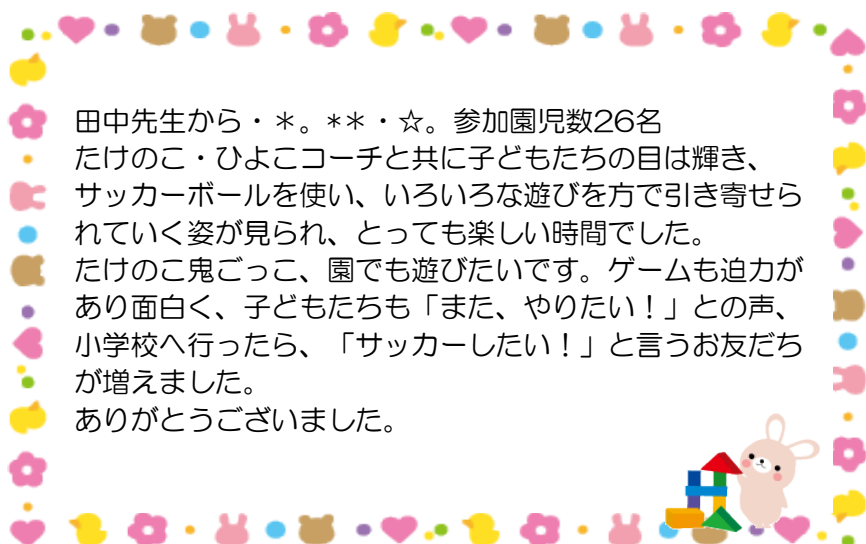 田中先生から・＊。**・☆。参加園児数26名
たけのこ・ひよこコーチと共に子どもたちの目は輝き、
サッカーボールを使い、いろいろな遊びを方で引き寄せら
れていく姿が見られ、とっても楽しい時間でした。
たけのこ鬼ごっこ、園でも遊びたいです。ゲームも迫力が
あり面白く、子どもたちも「また、やりたい！」との声、
小学校へ行ったら、「サッカーしたい！」と言うお友だち
が増えました。
ありがとうございました。